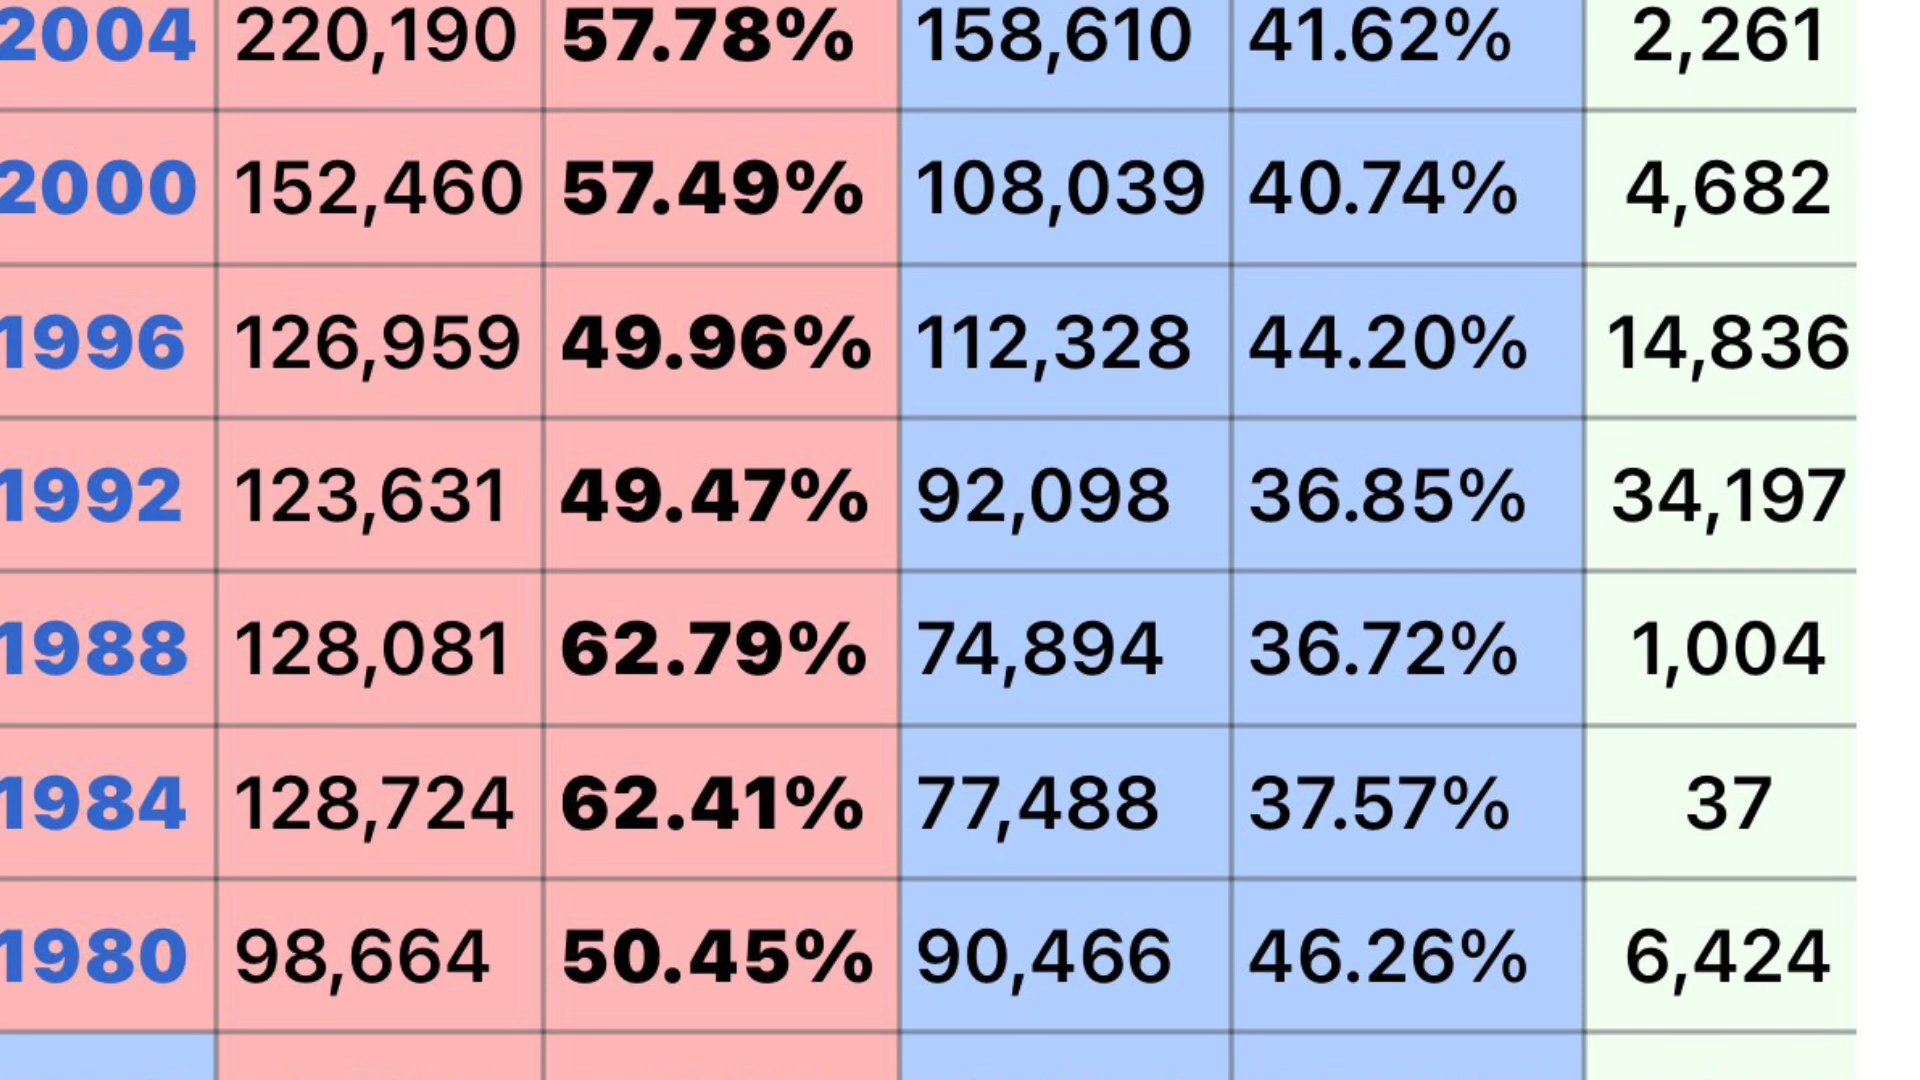 2004 220,190 57.78% 158,610 41.62% 2,261
2000 152,460 57.49% 108,039 40.74% 4,682
1996 126,959 49.96% 112,328 44.20% 14,836
1992 123,631 49.47% 92,098 36.85% 34,197
1988 128,081 62.79% 74,894 36.72% 1,004
1984 128,724 62.41% 77,488 37.57% 37
1980 98,664 50.45% 90,466 46.26% 6,424